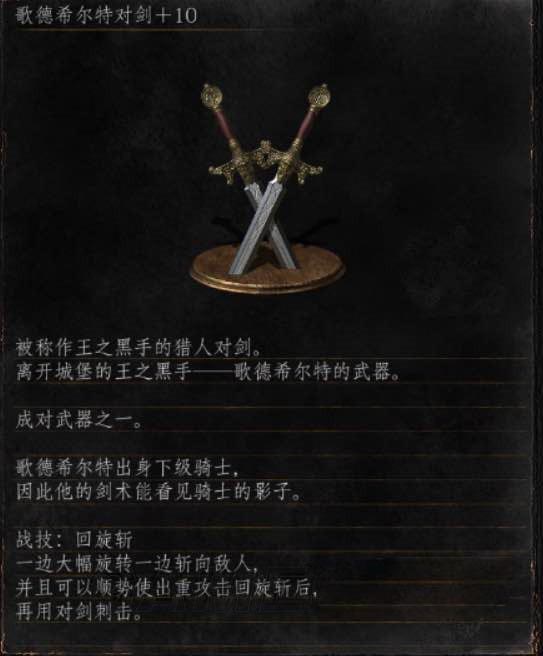 歌德希尔特对剑＋10
被称作王之黑手的猎人对剑。
离开城堡的王之黑手——歌德希尔特的武器。
成对武器之一。
歌德希尔特出身下级骑士，
因此他的剑术能看见骑士的影子。
战技：回旋斩
一边大幅旋转一边斩向敌人，
并且可以顺势使出重攻击回旋斩后，
再用对剑刺击。